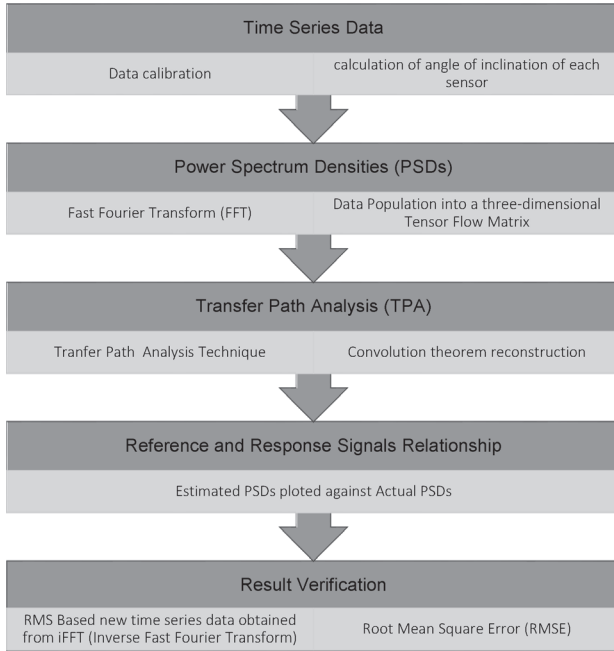 Time Series Data
Data calibration
calculation of angle of inclination of each
sensor
Power Spectrum Densities (PSDs)
Fast Fourier Transform (FFT)
Data Population into a three-dimensional
Tensor Flow Matrix
Transfer Path Analysis (TPA)
Tranfer Path Analysis Technique
Convolution theorem reconstruction
Reference and Response Signals Relationship
Estimated PSDs ploted against Actual PSDs
Result Verification
RMS Based new time series data obtained
from iFFT (Inverse Fast Fourier Transform)
Root Mean Square Error (RMSE)